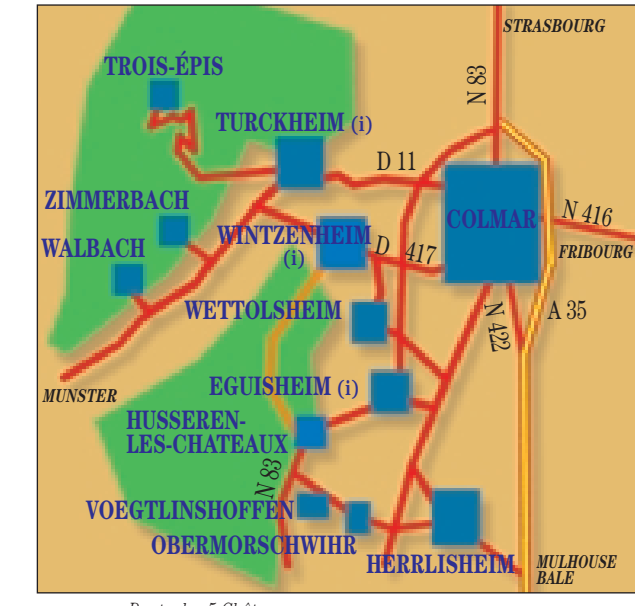 STRASBOURG
N 83
TROIS-ÉPIS
TURCKHEIM (i)
D 11
ZIMMERBACH
COLMAR
N 416
WALBACH
WINTZENHEIM
(i)
D 417
FRIBOURG
WETTOLSHEIM
N 422
A 35
MUNSTER
EGUISHEIM (i)
HUSSEREN-
LES-CHATEAUX
N 83
VOEGTLINSHOFFEN
OBERMORSCHWIHR
HERRLISHEIM
MULHOUSE
BALE